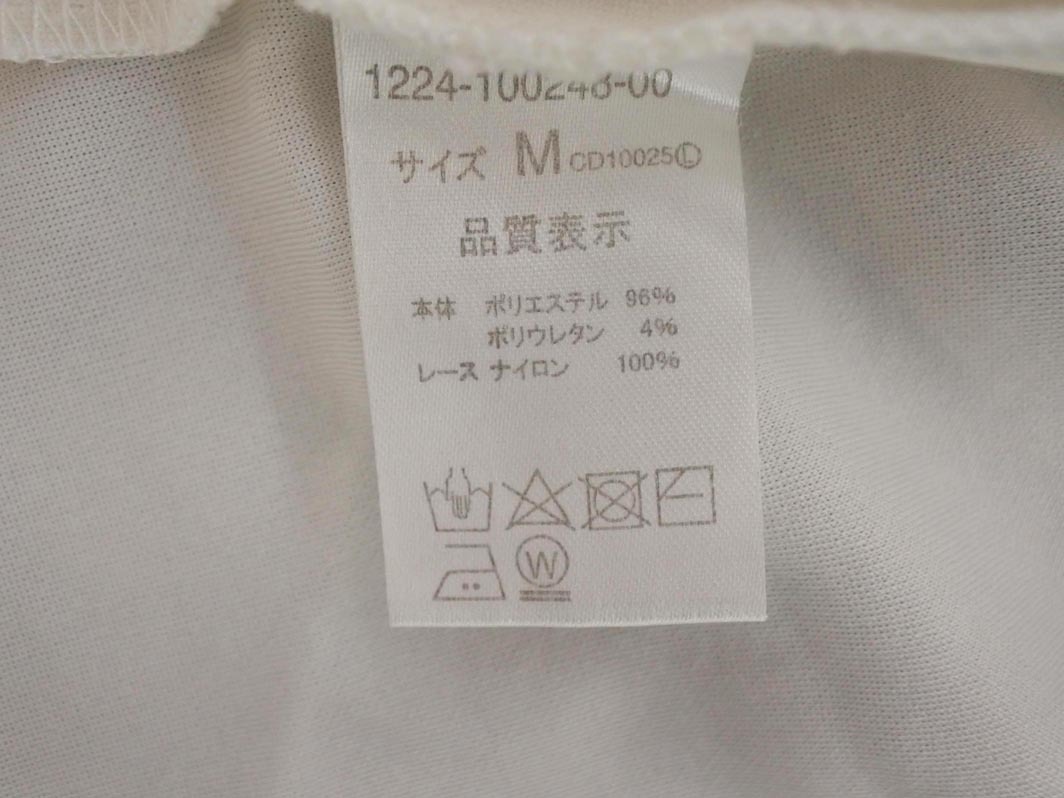 1224-100248-00
サイズ M CD10025Ⓛ
品質表示
本体 ポリエステル 96%
ポリウレタン 4%
レース ナイロン 100%
W